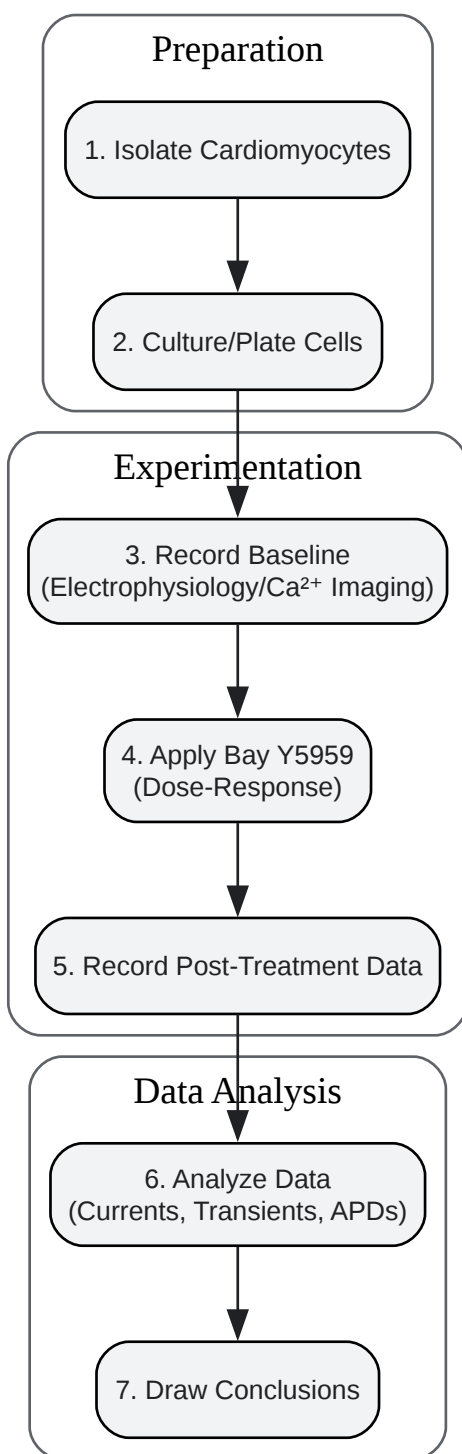 Preparation
1. Isolate Cardiomyocytes
2. Culture/Plate Cells
Experimentation
3. Record Baseline
(Electrophysiology/Ca²⁺ Imaging)
4. Apply Bay Y5959
(Dose-Response)
5. Record Post-Treatment Data
Data Analysis
6. Analyze Data
(Currents, Transients, APDs)
7. Draw Conclusions